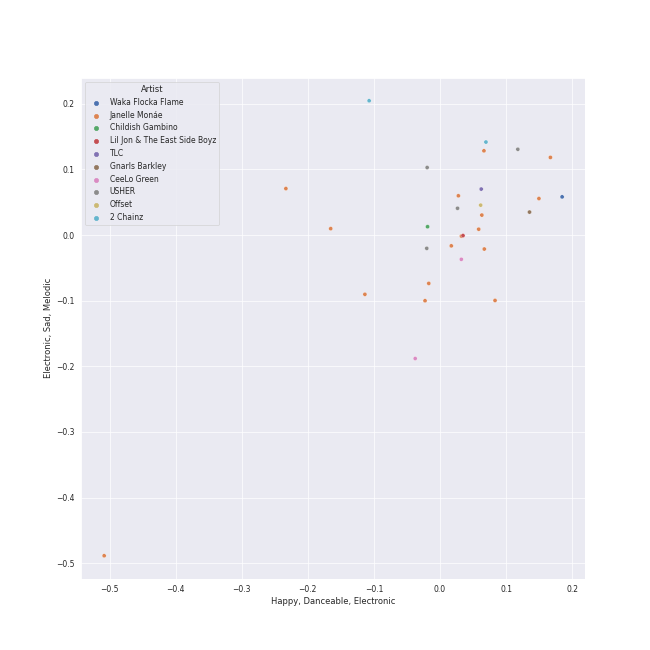 Artist
Waka Flocka Flame
Janelle Monáe
Childish Gambino
Lil Jon & The East Side Boyz
TLC
Gnarls Barkley
CeeLo Green
USHER
Offset
2 Chainz
0.2
0.1
0.0
−0.1
−0.2
−0.3
−0.4
−0.5
Electronic, Sad, Melodic
−0.5 −0.4 −0.3 −0.2 −0.1 0.0 0.1 0.2
Happy, Danceable, Electronic